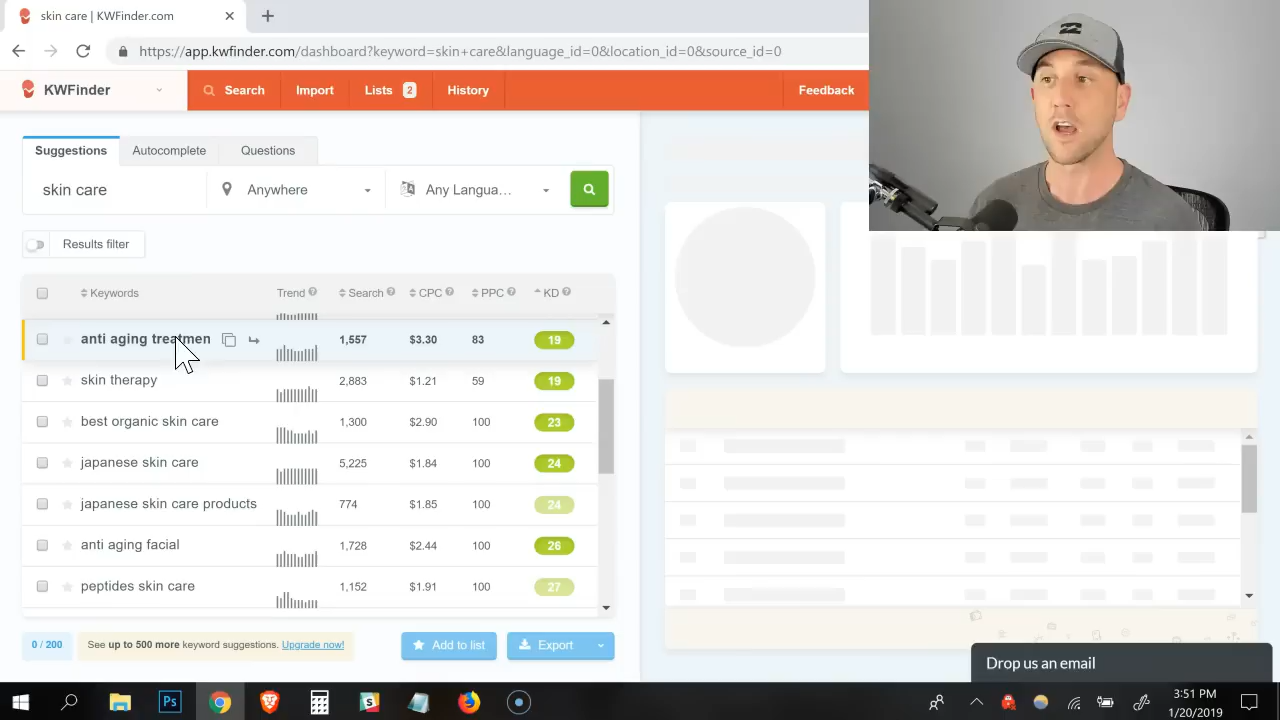 skin care | KWFinder.com
https://app.kwfinder.com/dashboard?keyword=skin+care&language_id=0&location_id=0&source_id=0
KWFinder
Search
Import
Lists 2
History
Feedback
Suggestions
Autocomplete
Questions
skin care
Anywhere
Any Langua...
Results filter
Keywords Trend Search CPC PPC KD
anti aging treatmen 1,557 $3.30 83 19
skin therapy 2,883 $1.21 59 19
best organic skin care 1,300 $2.90 100 23
japanese skin care 5,225 $1.84 100 24
japanese skin care products 774 $1.85 100 24
anti aging facial 1,728 $2.44 100 26
peptides skin care 1,152 $1.91 100 27
0 / 200
See up to 500 more keyword suggestions. Upgrade now!
Add to list
Export
Drop us an email
Ps
3:51 PM
1/20/2019